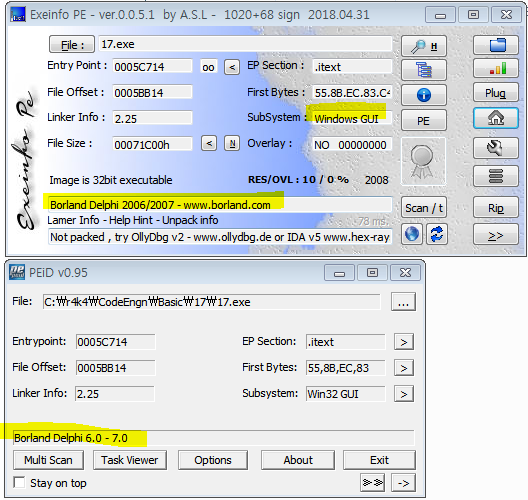 Exeinfo PE - ver.0.0.5.1 by A.S.L - 1020+68 sign 2018.04.31
File : 17.exe H
Entry Point : 0005C714 oo < EP Section : .itext
File Offset : 0005BB14 First Bytes : 55.8B.EC.83.C4 Plug
Linker Info : 2.25 SubSystem : Windows GUI PE
File Size : 00071C00h < N Overlay : NO 00000000
Image is 32bit executable RES/OVL : 10 / 0 % 2008
Exeinfo Pe
Borland Delphi 2006/2007 - www.borland.com Scan / t Rip
Lamer Info - Help Hint - Unpack info 78 ms.
Not packed , try OllyDbg v2 - www.ollydbg.de or IDA v5 www.hex-ray >>
PEiD v0.95
File: C:₩r4k4₩CodeEngn₩Basic₩17₩17.exe ...
Entrypoint: 0005C714 EP Section: .itext >
File Offset: 0005BB14 First Bytes: 55,8B,EC,83 >
Linker Info: 2.25 Subsystem: Win32 GUI >
Borland Delphi 6.0 - 7.0
Multi Scan Task Viewer Options About Exit
Stay on top >> ->